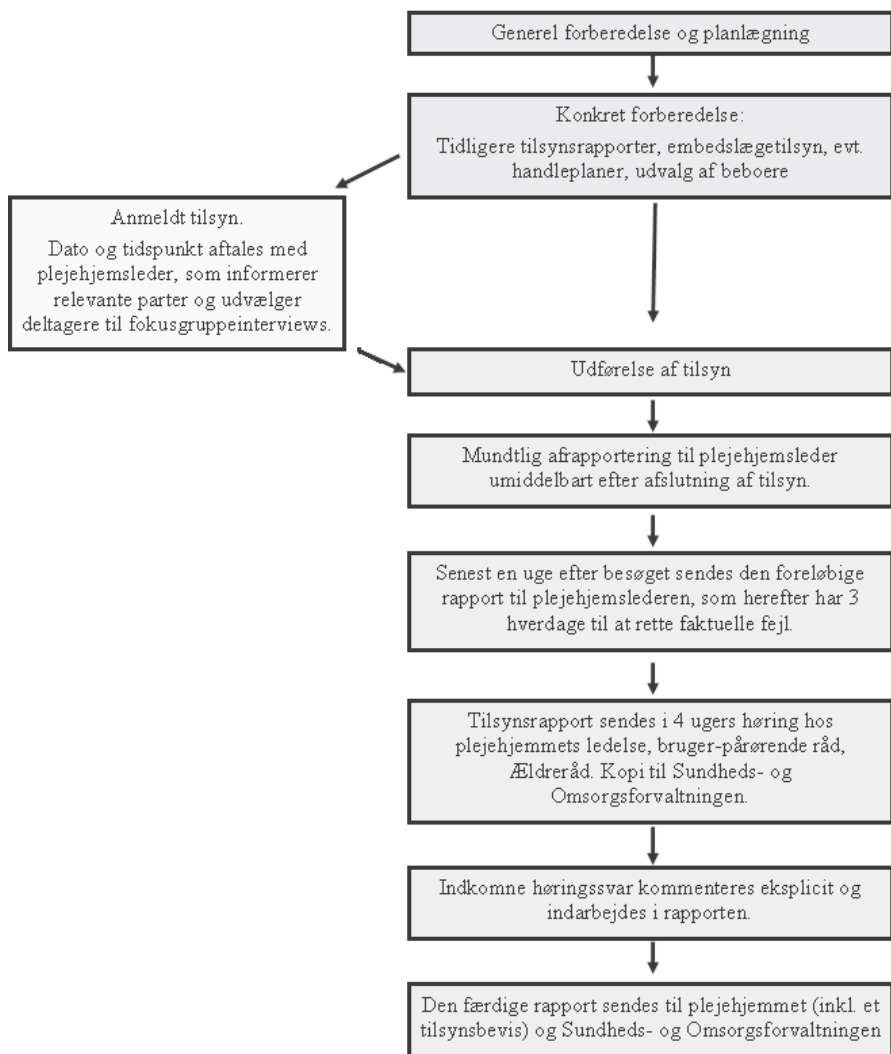 Generel forberedelse og planlægning
Konkret forberedelse:
Tidligere tilsynsrapporter, embedslægetilsyn, evt.
handleplaner, udvalg af beboere
Anmeldt tilsyn.
Dato og tidspunkt aftales med
plejehjemsleder, som informerer
relevante parter og udvælger
deltagere til fokusgruppeinterviews.
Udførelse af tilsyn
Mundtlig afrapportering til plejehjemsleder
umiddelbart efter afslutning af tilsyn.
Senest en uge efter besøget sendes den foreløbige
rapport til plejehjemslederen, som herefter har 3
hverdage til at rette faktuelle fejl.
Tilsynsrapport sendes i 4 ugers høring hos
plejehjemmets ledelse, bruger-pårørende råd,
Ældreråd. Kopi til Sundheds- og
Omsorgsforvaltningen.
Indkomne høringssvar kommenteres eksplicit og
indarbejdes i rapporten.
Den færdige rapport sendes til plejehjemmet (inkl. et
tilsynsbevis) og Sundheds- og Omsorgsforvaltningen